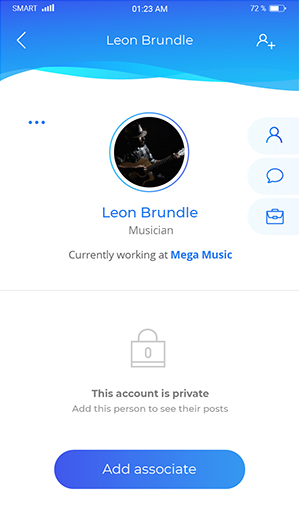 SMART 01:23 AM 72 %
Leon Brundle
Leon Brundle
Musician
Currently working at Mega Music
0
This account is private
Add this person to see their posts
Add associate